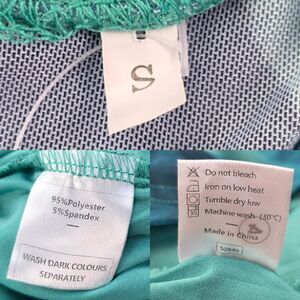 S
95%Polyester
5%Spandex
WASH DARK COLOURS
SEPARATELY
Do not bleach
Iron on low heat
Tumble dry low
Machine wash (30°C)
Made in China